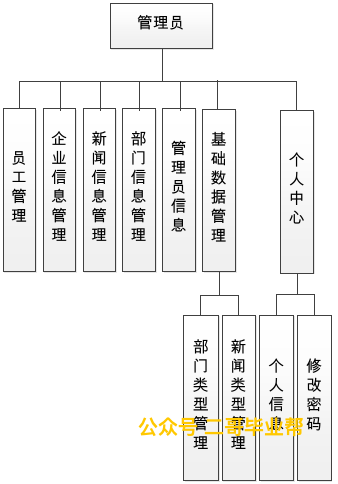 管理员
员工管理
企业信息管理
新闻信息管理
部门信息管理
管理员信息
基础数据管理
个人中心
部门类型管理
新闻类型管理
个人信息
修改密码
公众号 二哥毕业帮